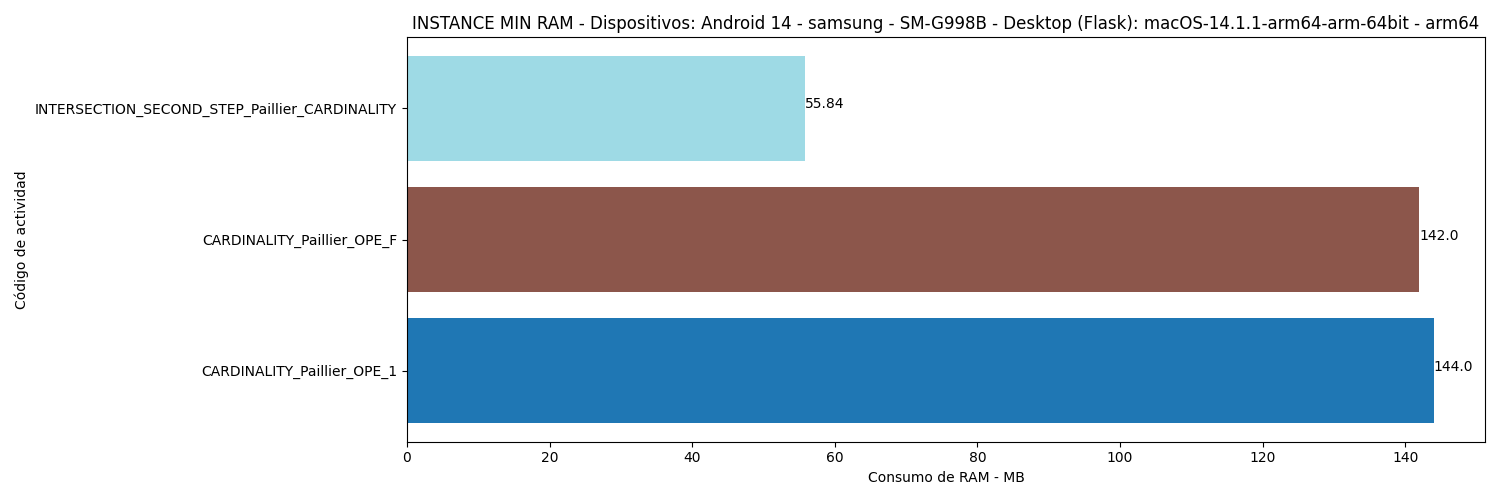 INSTANCE MIN RAM - Dispositivos: Android 14 - samsung - SM-G998B - Desktop (Flask): macOS-14.1.1-arm64-arm-64bit - arm64
Código de actividad
INTERSECTION_SECOND_STEP_Paillier_CARDINALITY
55.84
CARDINALITY_Paillier_OPE_F
142.0
CARDINALITY_Paillier_OPE_1
144.0
0 20 40 60 80 100 120 140
Consumo de RAM - MB